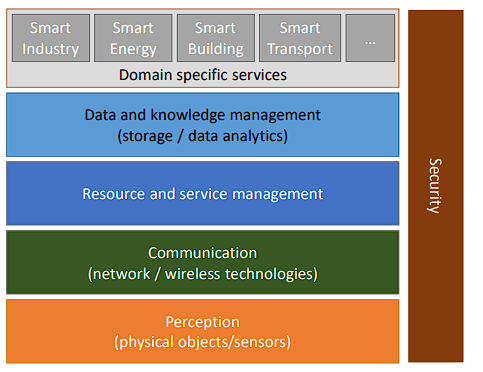 Smart Industry
Smart Energy
Smart Building
Smart Transport
...
Domain specific services
Data and knowledge management
(storage / data analytics)
Resource and service management
Communication
(network / wireless technologies)
Perception
(physical objects/sensors)
Security